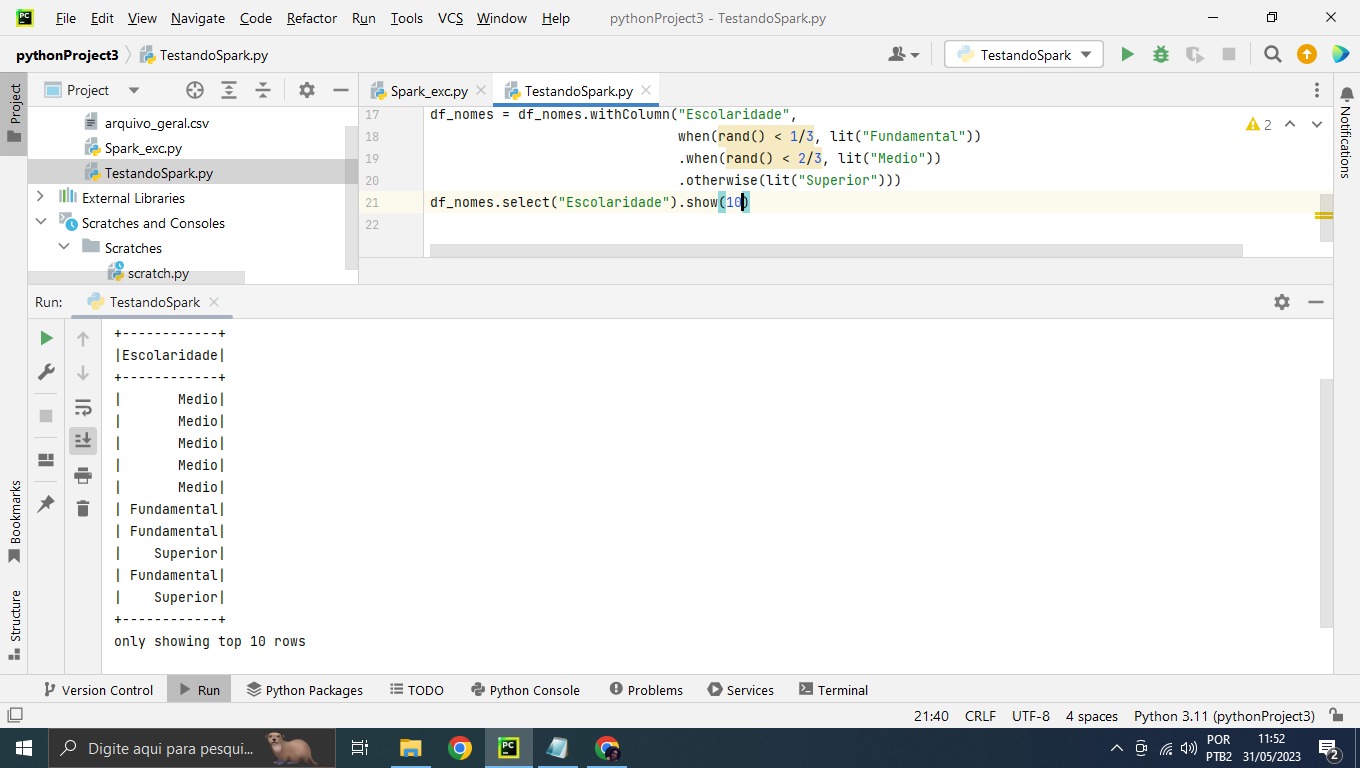 PC File Edit View Navigate Code Refactor Run Tools VCS Window Help pythonProject3 - TestandoSpark.py
pythonProject3 TestandoSpark.py TestandoSpark
Project Project Spark_exc.py TestandoSpark.py Notifications
arquivo_geral.csv
Spark_exc.py
TestandoSpark.py
External Libraries
Scratches and Consoles
Scratches
scratch.py
17 df_nomes = df_nomes.withColumn("Escolaridade",
18 when(rand() < 1/3, lit("Fundamental"))
19 .when(rand() < 2/3, lit("Medio"))
20 .otherwise(lit("Superior")))
21 df_nomes.select("Escolaridade").show(10)
22
2
Run: TestandoSpark
+------------+
|Escolaridade|
+------------+
|       Medio|
|       Medio|
|       Medio|
|       Medio|
|       Medio|
| Fundamental|
| Fundamental|
|    Superior|
| Fundamental|
|    Superior|
+------------+
only showing top 10 rows
Bookmarks
Structure
Version Control Run Python Packages TODO Python Console Problems Services Terminal
21:40 CRLF UTF-8 4 spaces Python 3.11 (pythonProject3)
Digite aqui para pesqui... PC POR 11:52
PTB2 31/05/2023 2